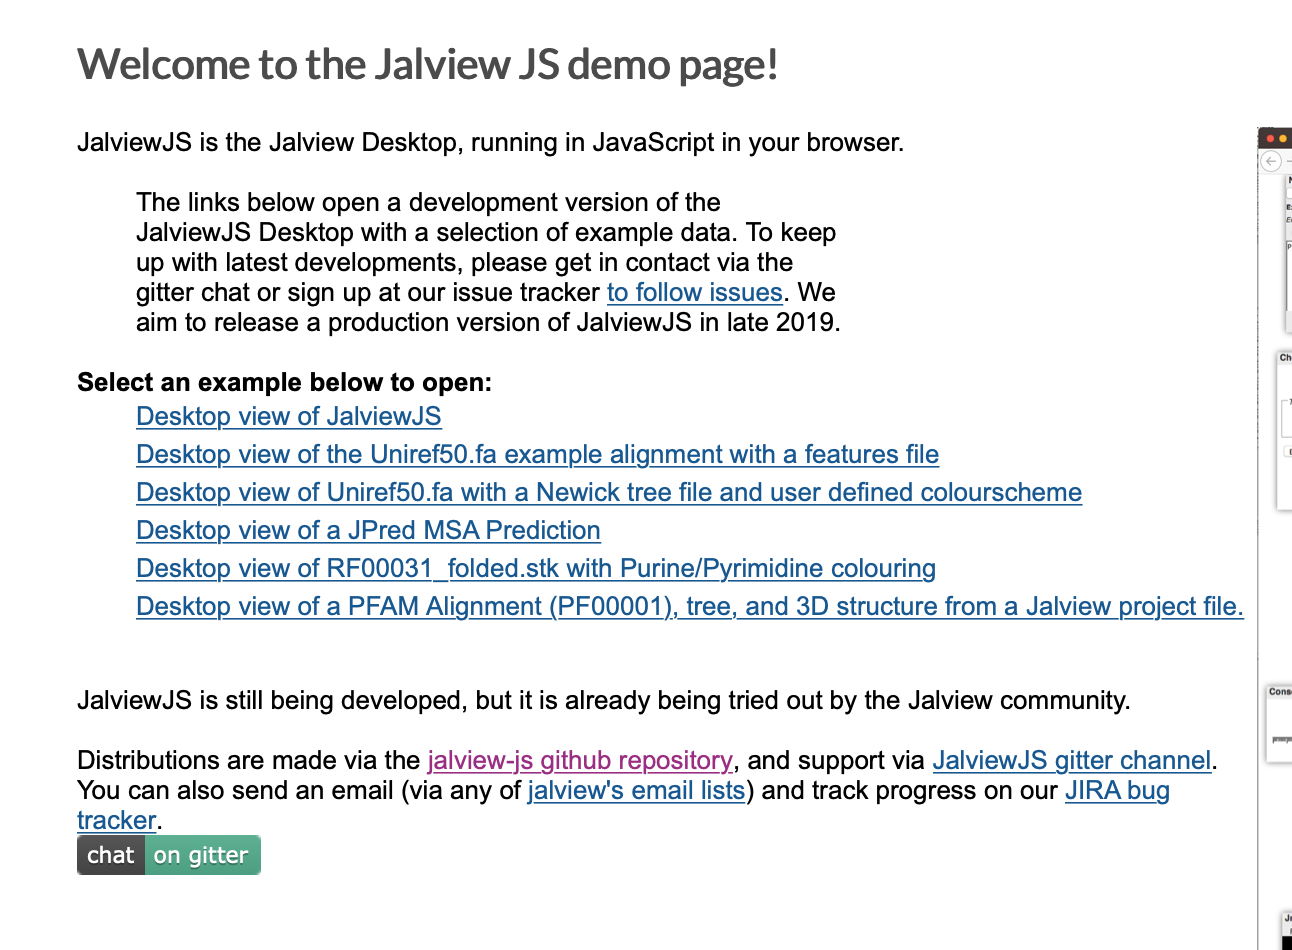 Welcome to the Jalview JS demo page!
JalviewJS is the Jalview Desktop, running in JavaScript in your browser.
The links below open a development version of the
JalviewJS Desktop with a selection of example data. To keep
up with latest developments, please get in contact via the
gitter chat or sign up at our issue tracker to follow issues. We
aim to release a production version of JalviewJS in late 2019.
Select an example below to open:
Desktop view of JalviewJS
Desktop view of the Uniref50.fa example alignment with a features file
Desktop view of Uniref50.fa with a Newick tree file and user defined colourscheme
Desktop view of a JPred MSA Prediction
Desktop view of RF00031_folded.stk with Purine/Pyrimidine colouring
Desktop view of a PFAM Alignment (PF00001), tree, and 3D structure from a Jalview project file.
JalviewJS is still being developed, but it is already being tried out by the Jalview community.
Distributions are made via the jalview-js github repository, and support via JalviewJS gitter channel.
You can also send an email (via any of jalview's email lists) and track progress on our JIRA bug
tracker.
chat on gitter